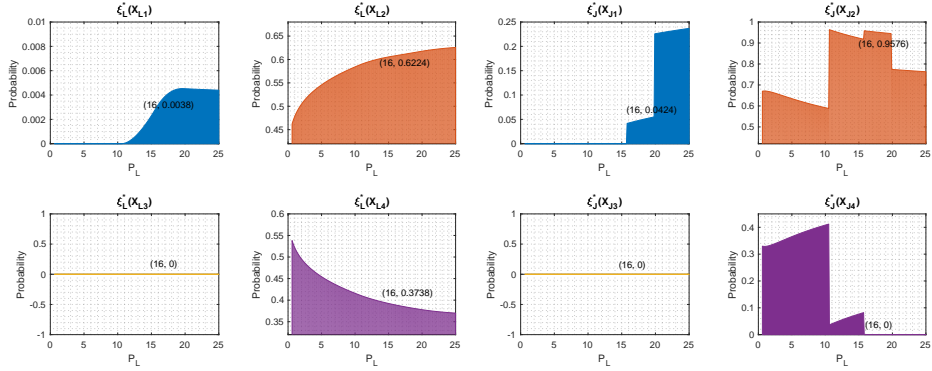 ξ*L(XL1)
Probability
0.01
0.008
0.006
0.004
0.002
0
(16, 0.0038)
0 5 10 15 20 25
PL
ξ*L(XL2)
Probability
0.65
0.6
0.55
0.5
0.45
(16, 0.6224)
0 5 10 15 20 25
PL
ξ*J(XJ1)
Probability
0.25
0.2
0.15
0.1
0.05
0
(16, 0.0424)
0 5 10 15 20 25
PL
ξ*J(XJ2)
Probability
1
0.9
0.8
0.7
0.6
0.5
(16, 0.9576)
0 5 10 15 20 25
PL
ξ*L(XL3)
Probability
1
0.5
0
-0.5
-1
(16, 0)
0 5 10 15 20 25
PL
ξ*L(XL4)
Probability
0.6
0.55
0.5
0.45
0.4
0.35
(16, 0.3738)
0 5 10 15 20 25
PL
ξ*J(XJ3)
Probability
1
0.5
0
-0.5
-1
(16, 0)
0 5 10 15 20 25
PL
ξ*J(XJ4)
Probability
0.4
0.3
0.2
0.1
0
(16, 0)
0 5 10 15 20 25
PL